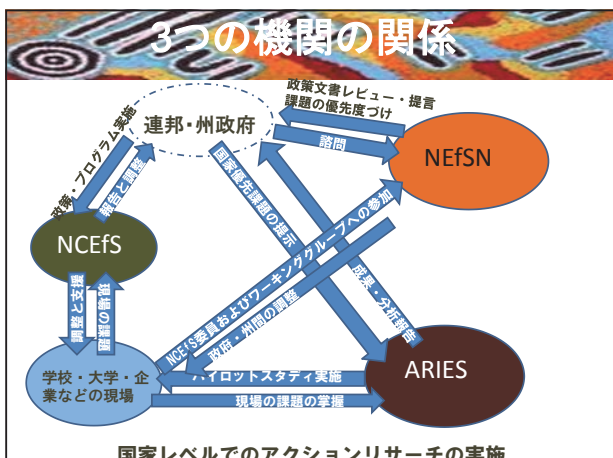 3つの機関の関係
政策文書レビュー・提言
課題の優先度づけ
連邦・州政府
諮問
NEfSN
政策・プログラム実施
報告と調整
国家優先課題の提示
NCEfS委員およびワーキンググループへの参加
政府・州間の調整
成果・分析報告
NCEfS
調整と支援
現場の課題
学校・大学・企
業などの現場
パイロットスタディ実施
現場の課題の掌握
ARIES
国家レベルでのアクションリサーチの実施